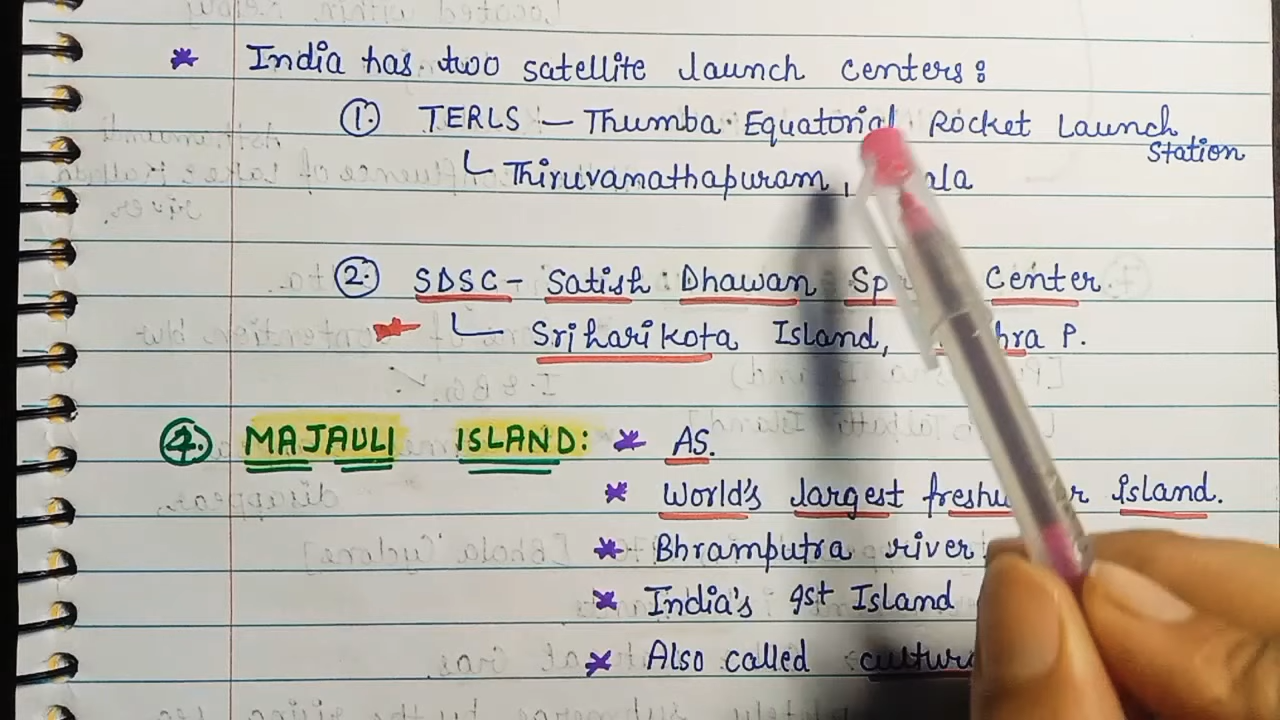 * India has two satellite launch centers:
① TERLS – Thumba Equatorial Rocket Launch Station
Thiruvanathapuram,
② SDSC – Satish Dhawan Center
Sriharikota Island, P.
④ MAJAULI ISLAND: * AS.
* World's largest island.
* Bhramputra river
* India's 1st Island
* Also called